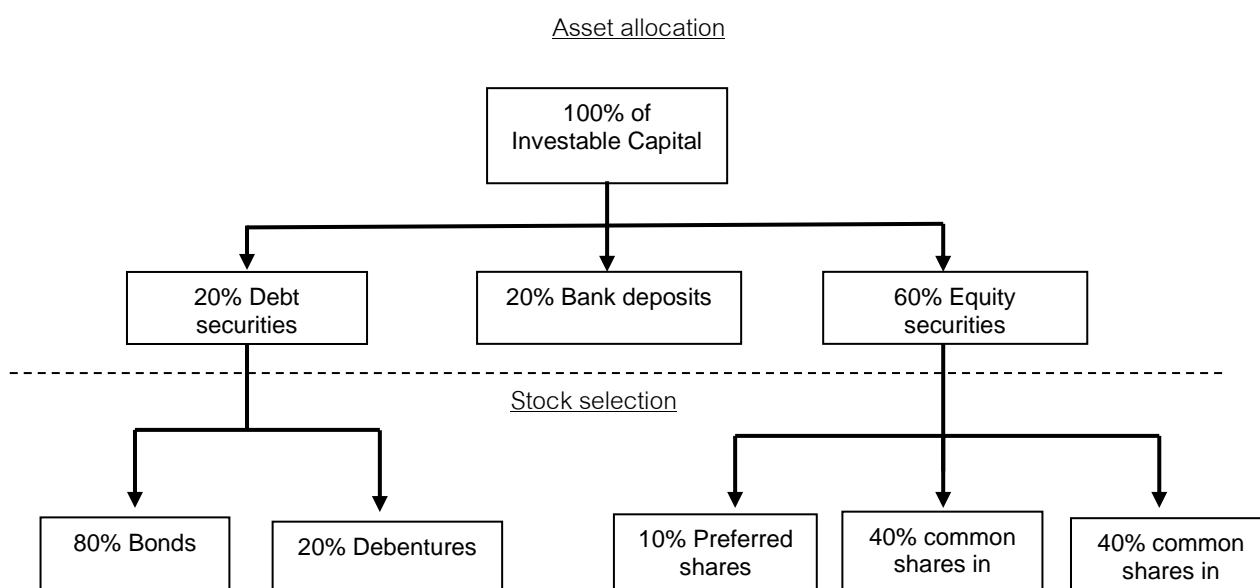 Asset allocation
100% of
Investable Capital
20% Debt
securities
20% Bank deposits
60% Equity
securities
Stock selection
80% Bonds
20% Debentures
10% Preferred
shares
40% common
shares in
40% common
shares in